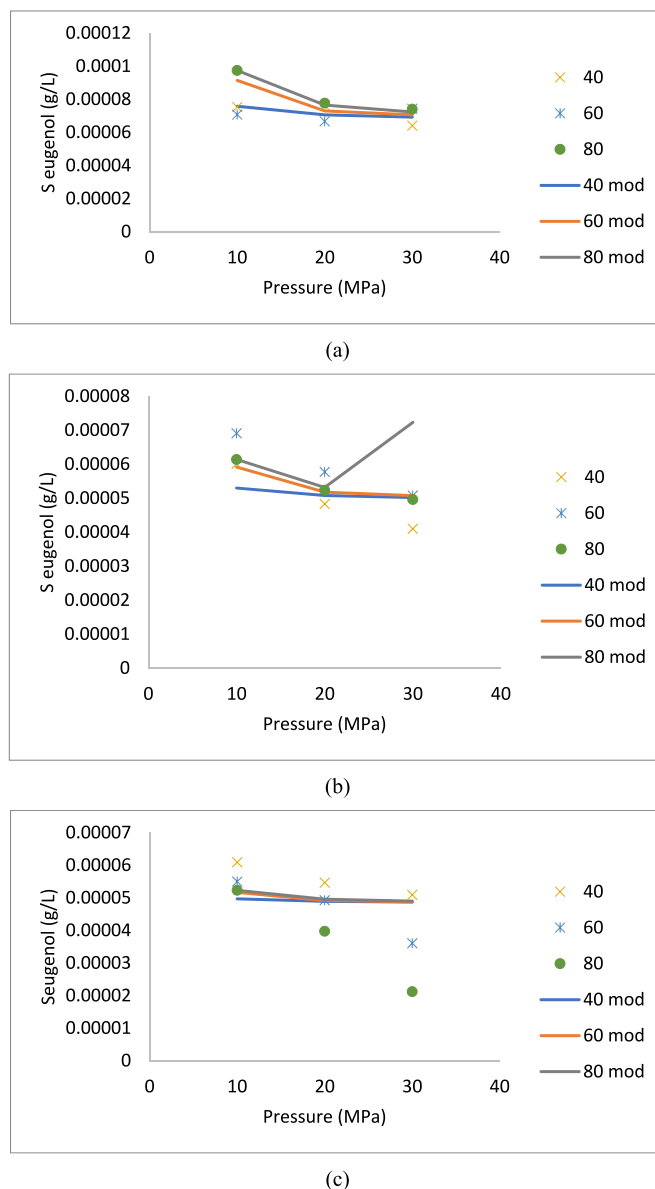 0.00012
0.0001
0.00008
0.00006
0.00004
0.00002
0
S eugenol (g/L)
0 10 20 30 40
Pressure (MPa)
40
60
80
40 mod
60 mod
80 mod
(a)
0.00008
0.00007
0.00006
0.00005
0.00004
0.00003
0.00002
0.00001
0
S eugenol (g/L)
0 10 20 30 40
Pressure (MPa)
40
60
80
40 mod
60 mod
80 mod
(b)
0.00007
0.00006
0.00005
0.00004
0.00003
0.00002
0.00001
0
Seugenol (g/L)
0 10 20 30 40
Pressure (MPa)
40
60
80
40 mod
60 mod
80 mod
(c)